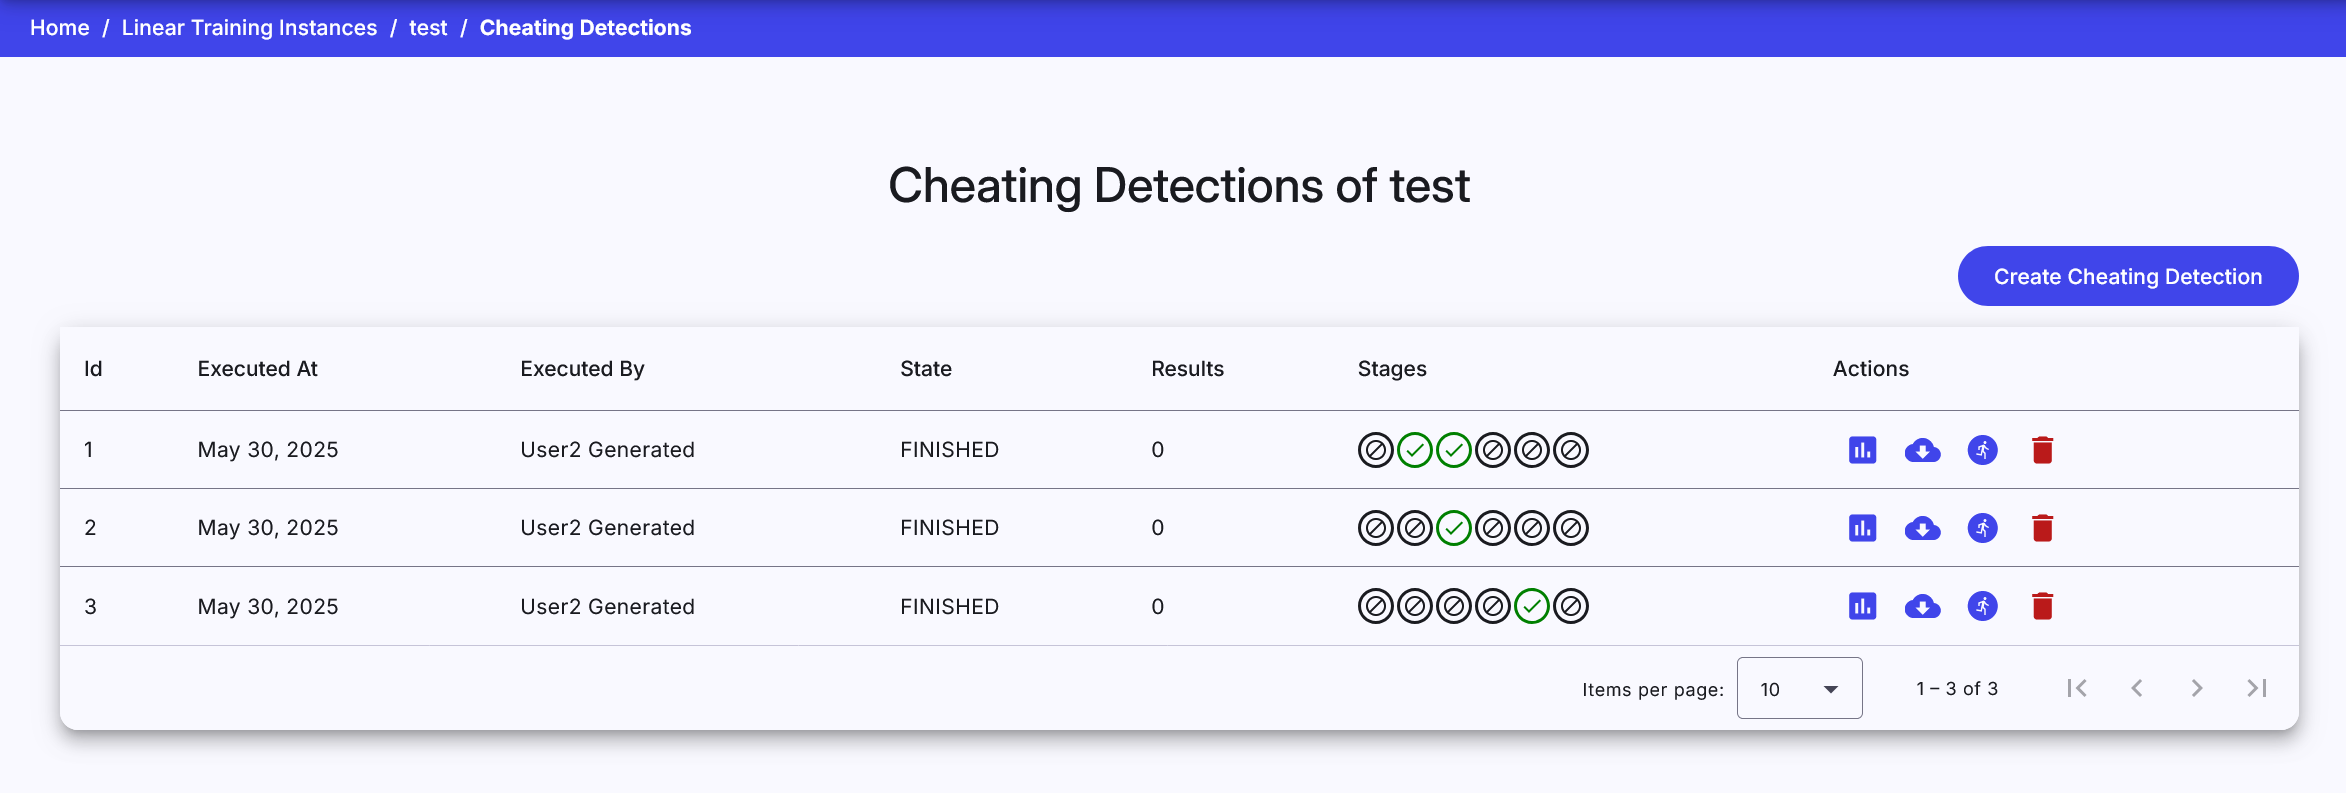 Home / Linear Training Instances / test / Cheating Detections
Cheating Detections of test
Create Cheating Detection
Id Executed At Executed By State Results Stages Actions
1 May 30, 2025 User2 Generated FINISHED 0
2 May 30, 2025 User2 Generated FINISHED 0
3 May 30, 2025 User2 Generated FINISHED 0
Items per page: 10 1 – 3 of 3